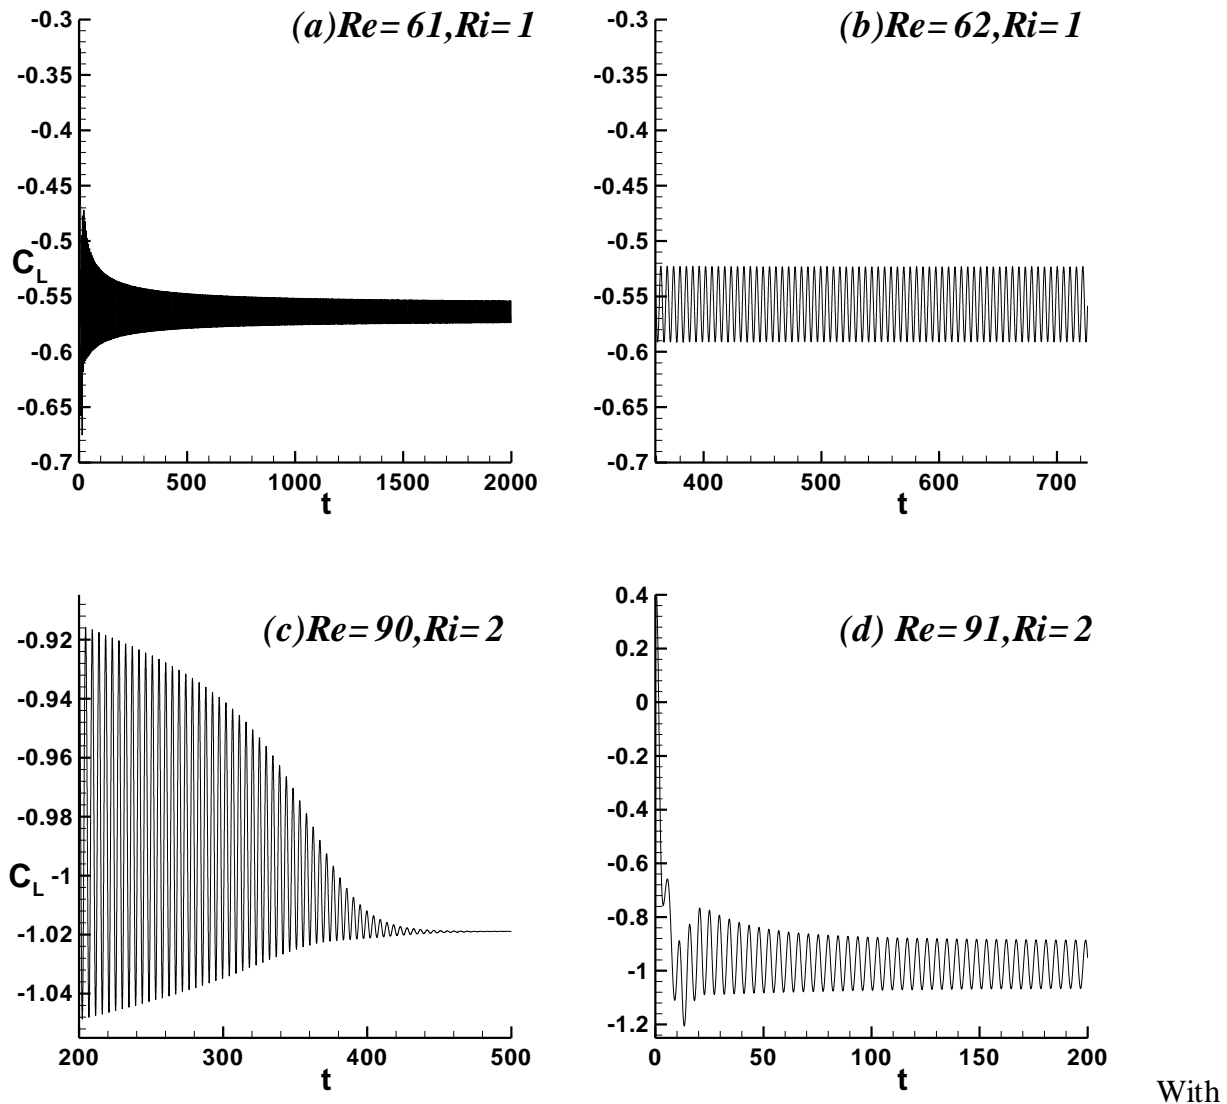 (a)Re=61,Ri=1
-0.3
-0.35
-0.4
-0.45
-0.5
-0.55
-0.6
-0.65
-0.7
C_L
0 500 1000 1500 2000
t
(b)Re=62,Ri=1
-0.3
-0.35
-0.4
-0.45
-0.5
-0.55
-0.6
-0.65
-0.7
400 500 600 700
t
(c)Re=90,Ri=2
-0.92
-0.94
-0.96
-0.98
C_L -1
-1.02
-1.04
200 300 400 500
t
(d) Re=91,Ri=2
0.4
0.2
0
-0.2
-0.4
-0.6
-0.8
-1
-1.2
0 50 100 150 200
t
With